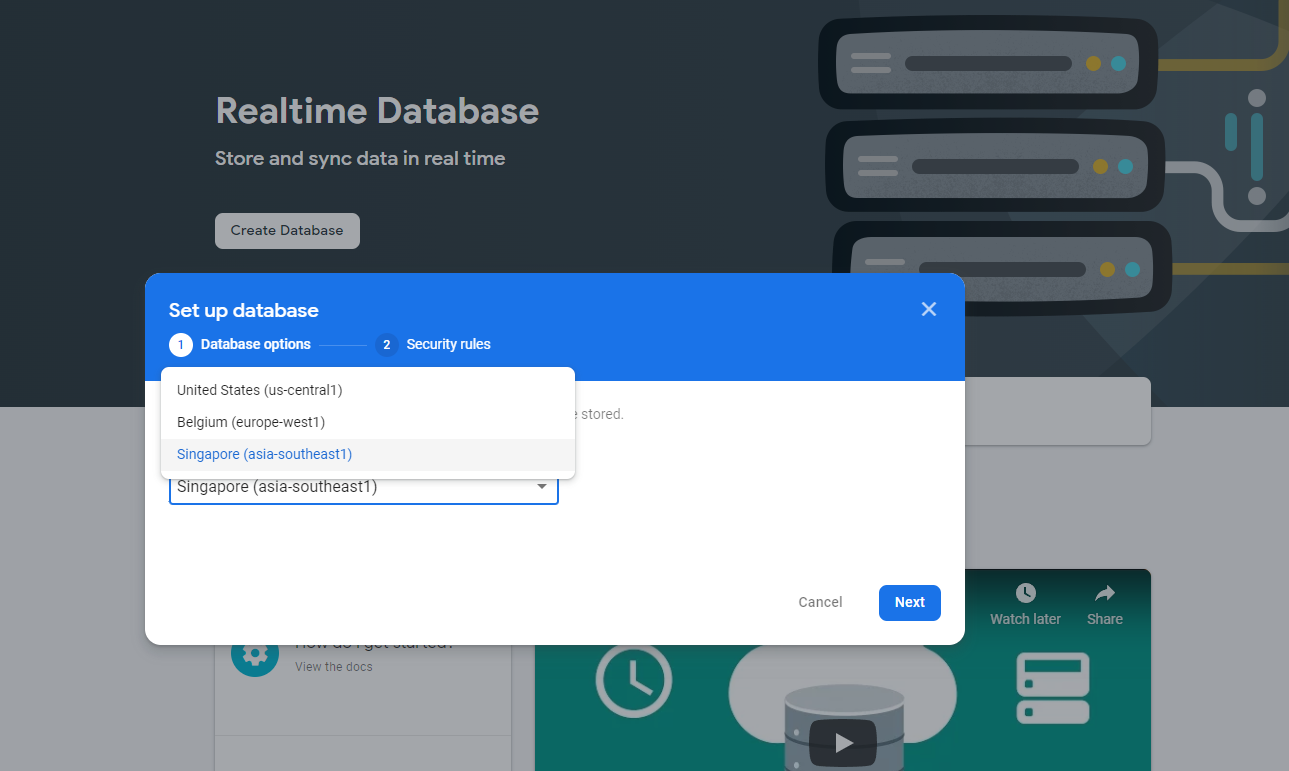 Realtime Database
Store and sync data in real time
Create Database
Set up database
1 Database options 2 Security rules
United States (us-central1)
Belgium (europe-west1)
stored.
Singapore (asia-southeast1)
Singapore (asia-southeast1)
Cancel Next
Watch later Share
How do I get started?
View the docs